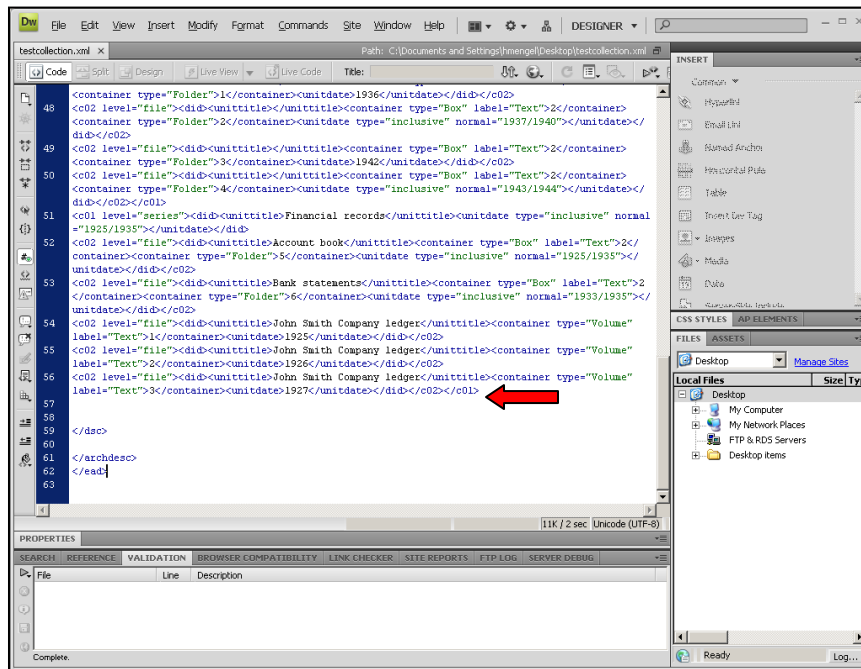 Dw File Edit View Insert Modify Format Commands Site Window Help DESIGNER
testcollection.xml × Path: C:\Documents and Settings\hmengel\Desktop\testcollection.xml
Code Split Design Live View Live Code Title:
<container type="Folder">1</container><unitdate>1936</unitdate></did></c02>
48 <c02 level="file"><did><unittitle></unittitle><container type="Box" label="Text">2</container>
<container type="Folder">2</container><unitdate type="inclusive" normal="1937/1940"></unitdate></
did></c02>
49 <c02 level="file"><did><unittitle></unittitle><container type="Box" label="Text">2</container>
<container type="Folder">3</container><unitdate>1942</unitdate></did></c02>
50 <c02 level="file"><did><unittitle></unittitle><container type="Box" label="Text">2</container>
<container type="Folder">4</container><unitdate type="inclusive" normal="1943/1944"></unitdate></
did></c02></c01>
51 <c01 level="series"><did><unittitle>Financial records</unittitle><unitdate type="inclusive" normal
="1925/1935"></unitdate></did>
52 <c02 level="file"><did><unittitle>Account book</unittitle><container type="Box" label="Text">2</
container><container type="Folder">5</container><unitdate type="inclusive" normal="1925/1935"></
unitdate></did></c02>
53 <c02 level="file"><did><unittitle>Bank statements</unittitle><container type="Box" label="Text">2
</container><container type="Folder">6</container><unitdate type="inclusive" normal="1933/1935"></
unitdate></did></c02>
54 <c02 level="file"><did><unittitle>John Smith Company ledger</unittitle><container type="Volume"
label="Text">1</container><unitdate>1925</unitdate></did></c02>
55 <c02 level="file"><did><unittitle>John Smith Company ledger</unittitle><container type="Volume"
label="Text">2</container><unitdate>1926</unitdate></did></c02>
56 <c02 level="file"><did><unittitle>John Smith Company ledger</unittitle><container type="Volume"
label="Text">3</container><unitdate>1927</unitdate></did></c02></c01>
57
58
59 </dsc>
60
61 </archdesc>
62 </ead>
63
11K / 2 sec Unicode (UTF-8)
PROPERTIES
SEARCH REFERENCE VALIDATION BROWSER COMPATIBILITY LINK CHECKER SITE REPORTS FTP LOG SERVER DEBUG
File Line Description
Complete.
INSERT
Common
Hyperlink
Email Link
Named Anchor
Horizontal Rule
Table
Insert Div Tag
Images
Media
Date
CSS STYLES AP ELEMENTS
FILES ASSETS
Desktop Manage Sites
Local Files Size Typ
Desktop
My Computer
My Network Places
FTP & RDS Servers
Desktop items
Ready Log...